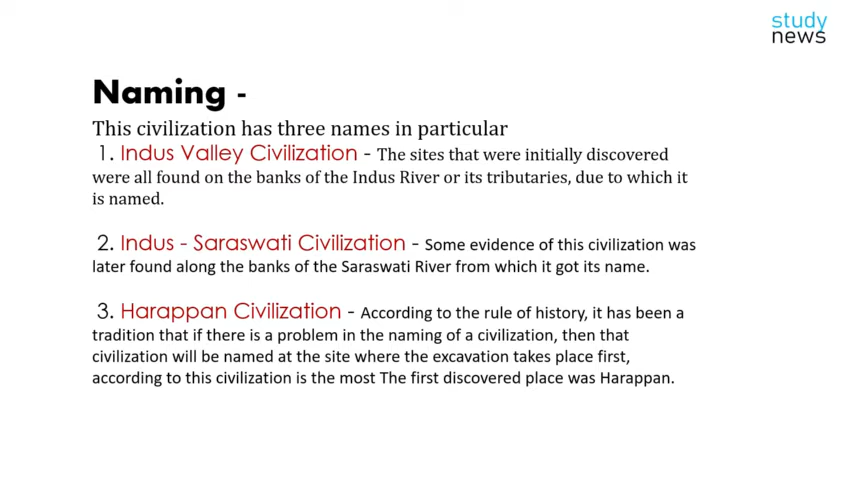 study
news
Naming -
This civilization has three names in particular
1. Indus Valley Civilization - The sites that were initially discovered
were all found on the banks of the Indus River or its tributaries, due to which it
is named.
2. Indus - Saraswati Civilization - Some evidence of this civilization was
later found along the banks of the Saraswati River from which it got its name.
3. Harappan Civilization - According to the rule of history, it has been a
tradition that if there is a problem in the naming of a civilization, then that
civilization will be named at the site where the excavation takes place first,
according to this civilization is the most The first discovered place was Harappan.